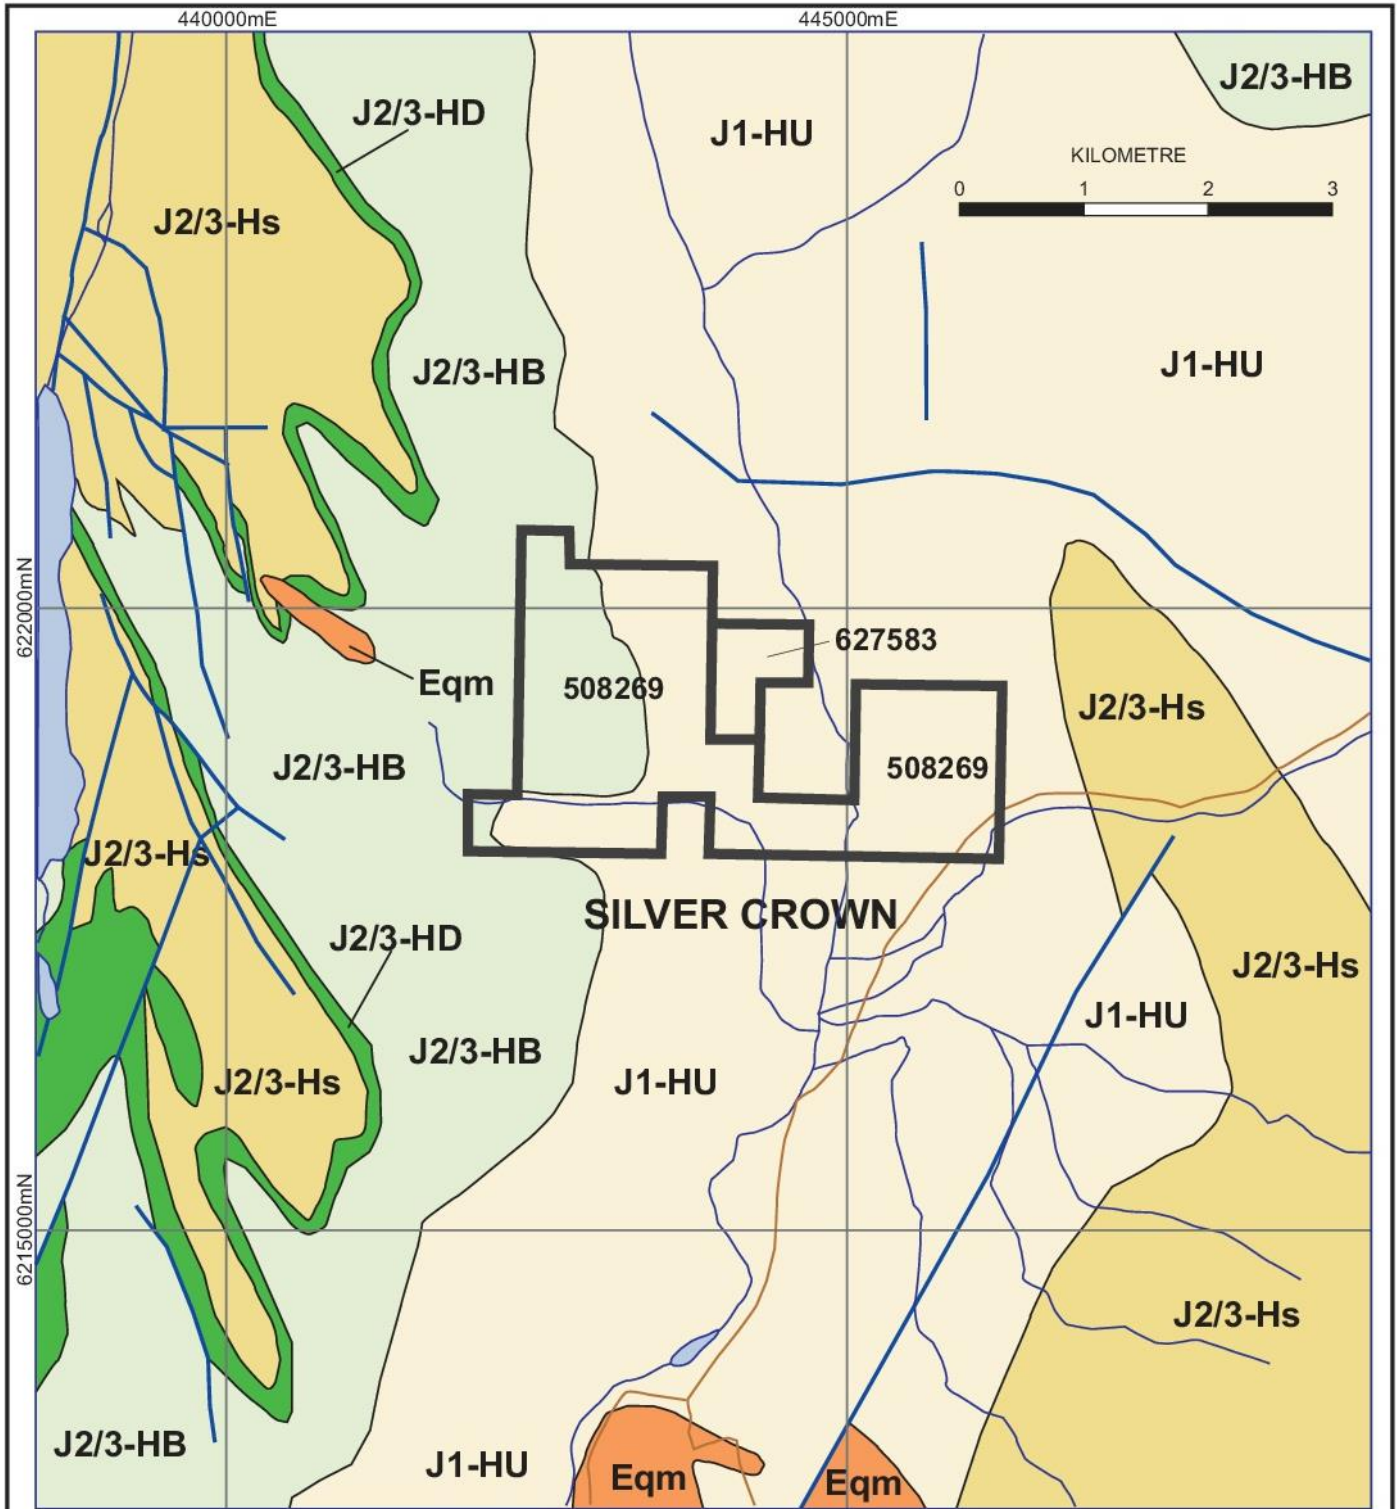 440000mE
445000mE
J2/3-HB
J2/3-HD
J1-HU
KILOMETRE
0 1 2 3
J2/3-Hs
J2/3-HB
J1-HU
6220000mN
627583
Eqm
508269
J2/3-Hs
J2/3-HB
508269
J2/3-Hs
SILVER CROWN
J2/3-HD
J2/3-Hs
J1-HU
J2/3-HB
J2/3-Hs
J1-HU
6215000mN
J2/3-Hs
J2/3-HB
J1-HU
Eqm
Eqm